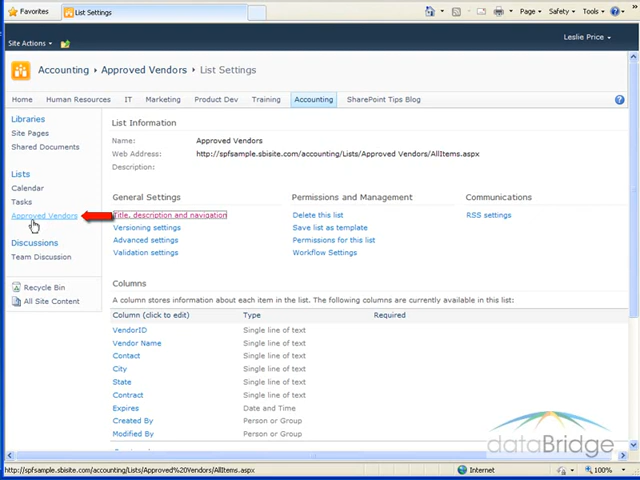 Favorites
List Settings
Page
Safety
Tools
Site Actions
Leslie Price
Accounting
Approved Vendors
List Settings
Home
Human Resources
IT
Marketing
Product Dev
Training
Accounting
SharePoint Tips Blog
Libraries
Site Pages
Shared Documents
Lists
Calendar
Tasks
Approved Vendors
Discussions
Team Discussion
Recycle Bin
All Site Content
List Information
Name: Approved Vendors
Web Address: http://spfsample.sbisite.com/accounting/Lists/Approved Vendors/AllItems.aspx
Description:
General Settings
Title, description and navigation
Versioning settings
Advanced settings
Validation settings
Permissions and Management
Delete this list
Save list as template
Permissions for this list
Workflow Settings
Communications
RSS settings
Columns
A column stores information about each item in the list. The following columns are currently available in this list:
Column (click to edit) Type Required
VendorID Single line of text
Vendor Name Single line of text
Contact Single line of text
City Single line of text
State Single line of text
Contract Single line of text
Expires Date and Time
Created By Person or Group
Modified By Person or Group
dataBridge
http://spfsample.sbisite.com/accounting/Lists/Approved%20Vendors/AllItems.aspx
Internet
100%